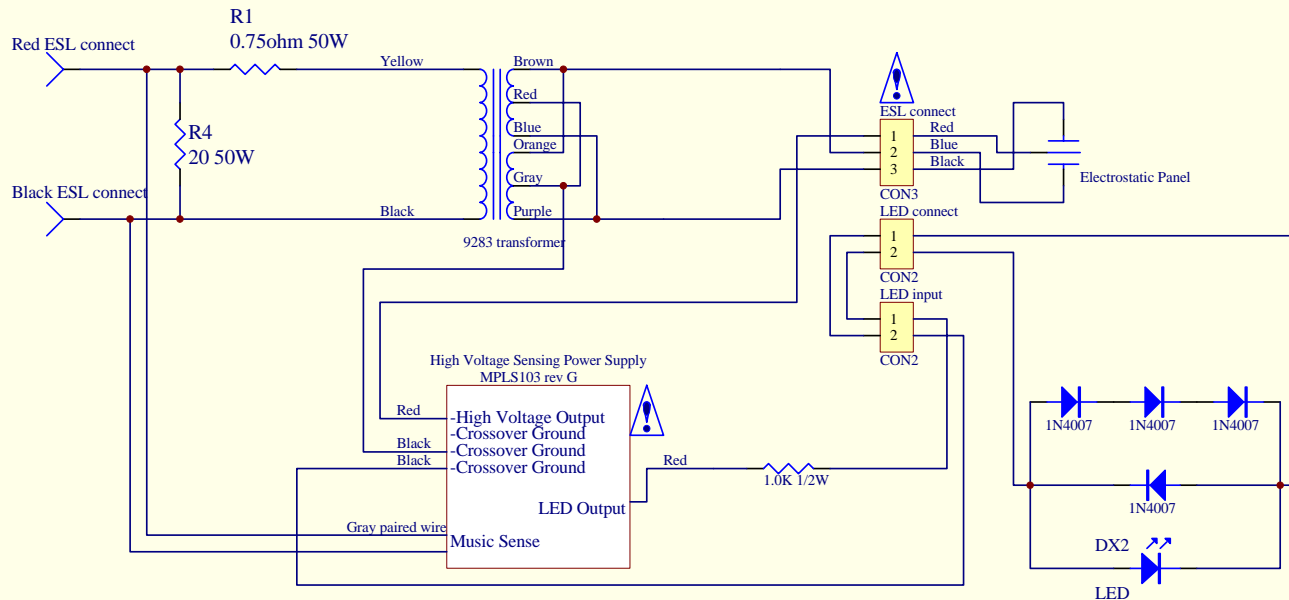 R1
0.75ohm 50W
Red ESL connect
Yellow
Brown
Red
R4
20 50W
Blue
Orange
Gray
Black ESL connect
Black
Purple
9283 transformer
ESL connect
1
2
3
CON3
Red
Blue
Black
Electrostatic Panel
LED connect
1
2
CON2
LED input
1
2
CON2
High Voltage Sensing Power Supply
MPLS103 rev G
Red
-High Voltage Output
-Crossover Ground
Black
-Crossover Ground
Black
-Crossover Ground
LED Output
Red
1.0K 1/2W
Gray paired wire
Music Sense
1N4007
1N4007
1N4007
1N4007
DX2
LED